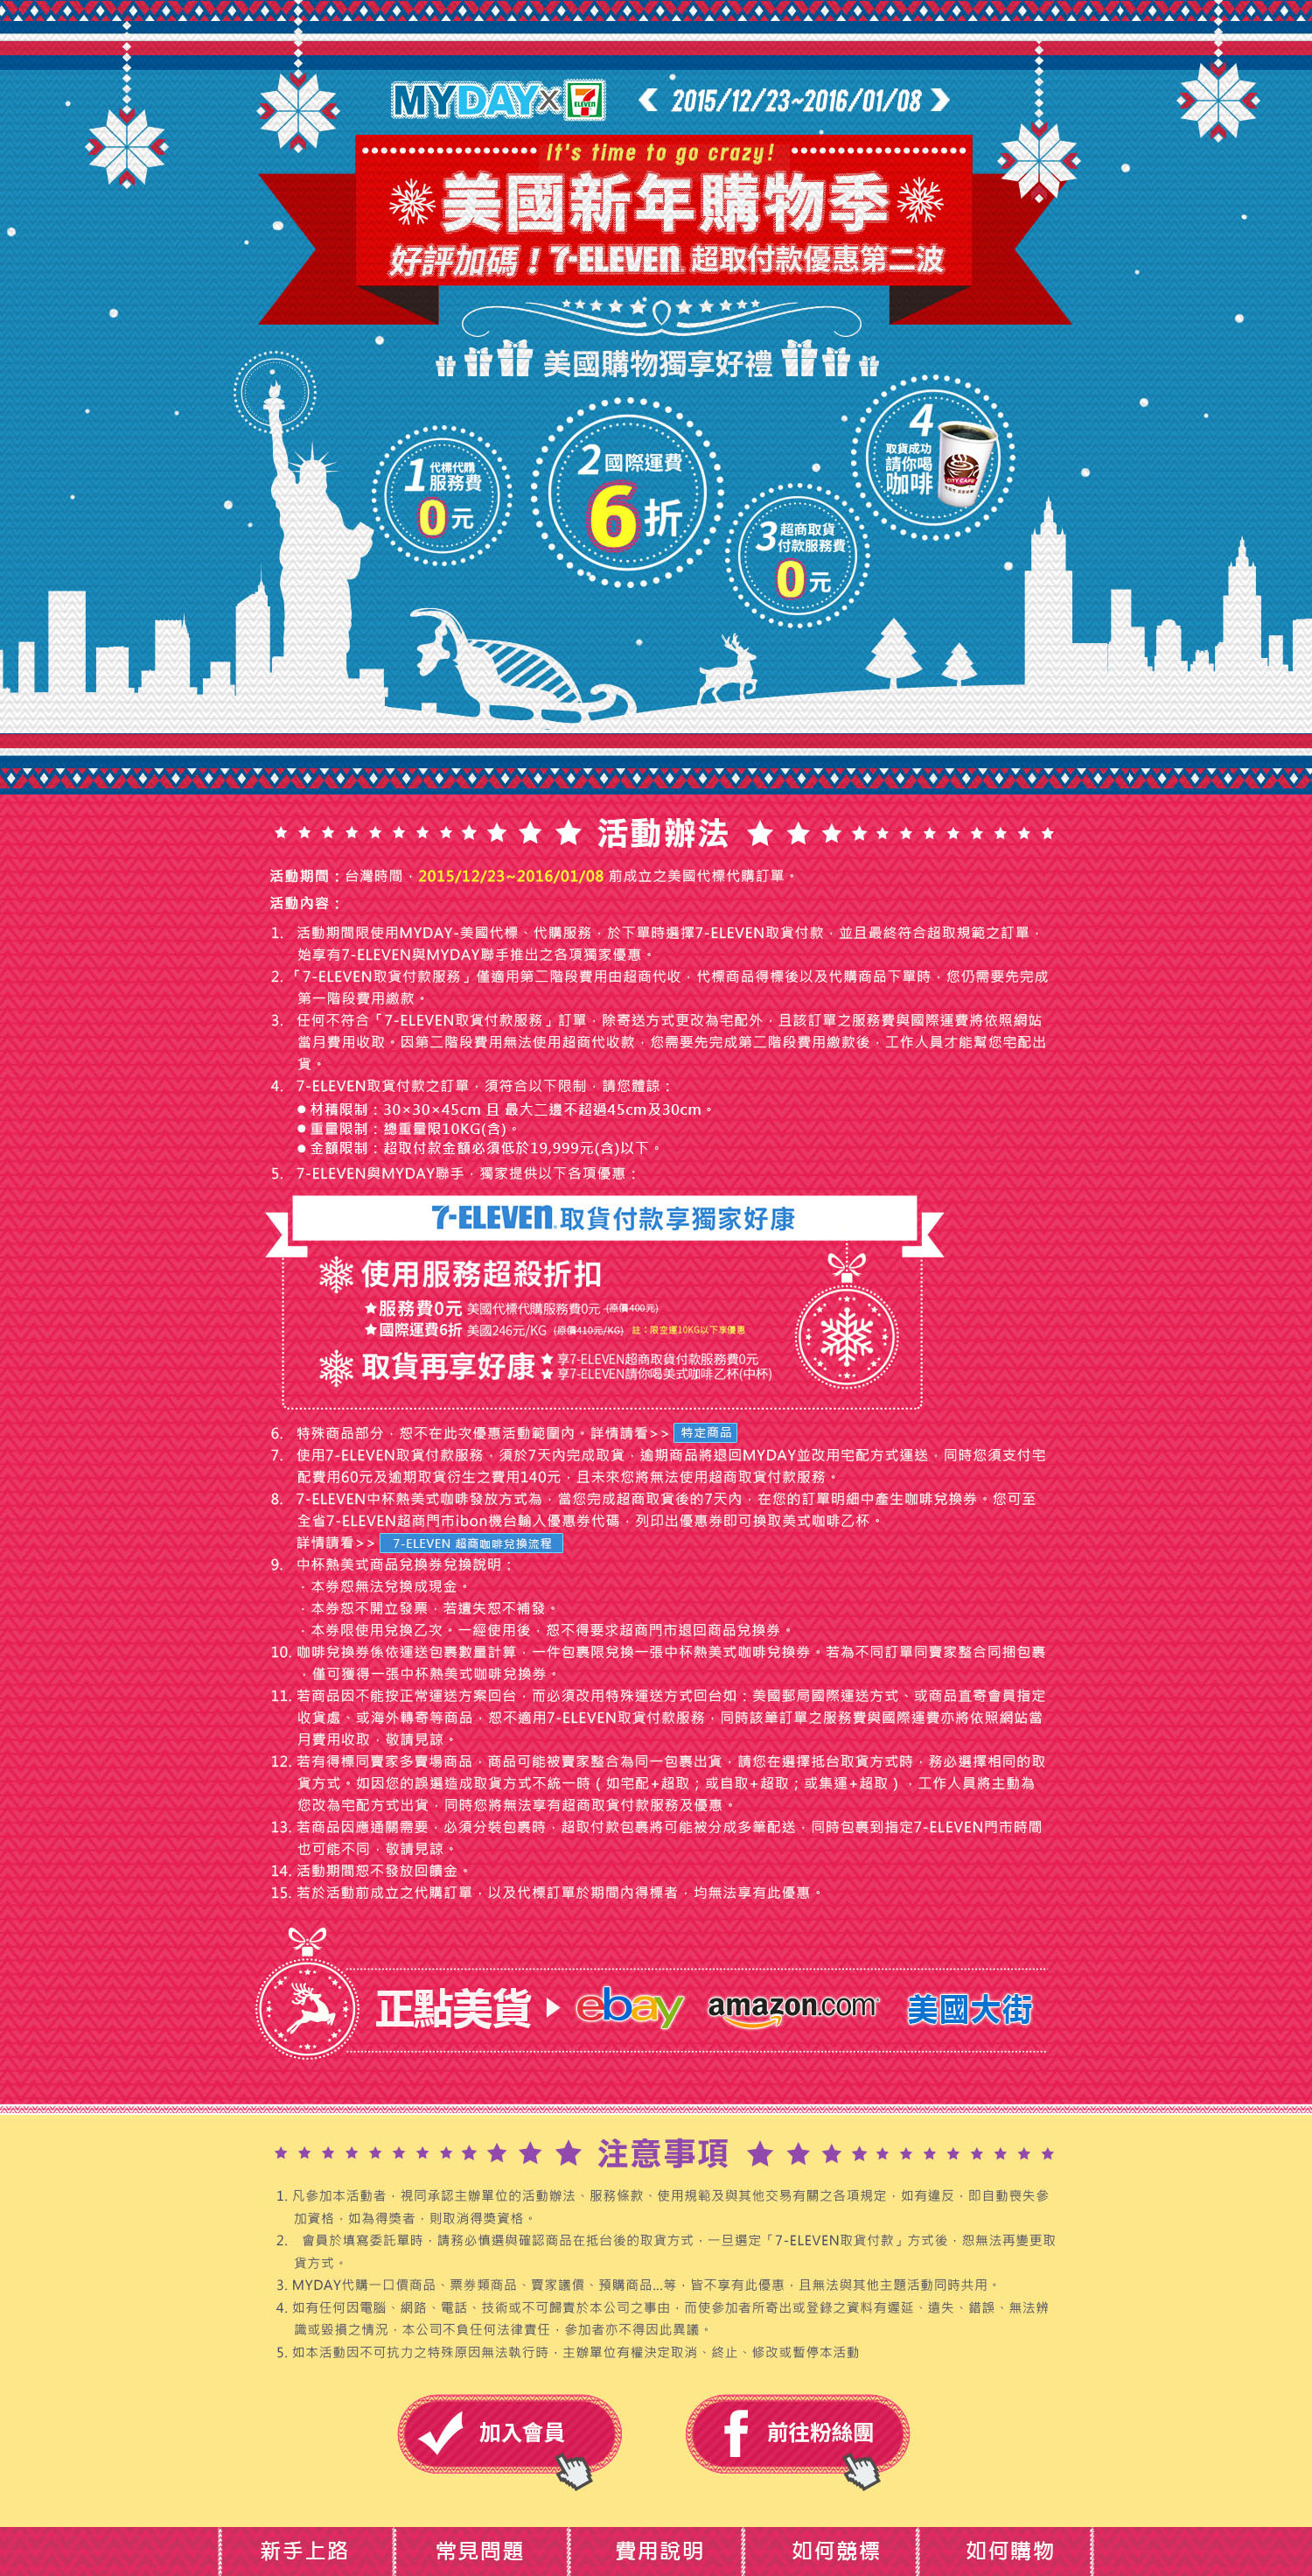 MYDAY×7-ELEVEN
2015/12/23~2016/01/08
It's time to go crazy!
美國新年購物季
好評加碼！7-ELEVEN 超取付款優惠第二波
美國購物獨享好禮
1 代標代購
服務費
0元
2 國際運費
6折
3 超商取貨
付款服務費
0元
4
取貨成功
請你喝
咖啡
CITY CAFE
活動辦法
活動期間：台灣時間，2015/12/23~2016/01/08 前成立之美國代標代購訂單。
活動內容：
1. 活動期間限使用MYDAY-美國代標、代購服務，於下單時選擇7-ELEVEN取貨付款，並且最終符合超取規範之訂單，
始享有7-ELEVEN與MYDAY聯手推出之各項獨家優惠。
2.「7-ELEVEN取貨付款服務」僅適用第二階段費用由超商代收，代標商品得標後以及代購商品下單時，您仍需要先完成
第一階段費用繳款。
3. 任何不符合「7-ELEVEN取貨付款服務」訂單，除寄送方式更改為宅配外，且該訂單之服務費與國際運費將依照網站
當月費用收取。因第二階段費用無法使用超商代收款，您需要先完成第二階段費用繳款後，工作人員才能幫您宅配出
貨。
4. 7-ELEVEN取貨付款之訂單，須符合以下限制，請您體諒：
●材積限制：30×30×45cm 且 最大二邊不超過45cm及30cm。
●重量限制：總重量限10KG(含)。
●金額限制：超取付款金額必須低於19,999元(含)以下。
5. 7-ELEVEN與MYDAY聯手，獨家提供以下各項優惠：
7-ELEVEN 取貨付款享獨家好康
使用服務超殺折扣
★服務費0元 美國代標代購服務費0元 (原價400元)
★國際運費6折 美國246元/KG (原價410元/KG) 註：限空運10KG以下享優惠
取貨再享好康 ★ 享7-ELEVEN超商取貨付款服務費0元
★ 享7-ELEVEN請你喝美式咖啡乙杯(中杯)
6. 特殊商品部分，恕不在此次優惠活動範圍內。詳情請看>> 特定商品
7. 使用7-ELEVEN取貨付款服務，須於7天內完成取貨，逾期商品將退回MYDAY並改用宅配方式運送，同時您須支付宅
配費用60元及逾期取貨衍生之費用140元，且未來您將無法使用超商取貨付款服務。
8. 7-ELEVEN中杯熱美式咖啡發放方式為，當您完成超商取貨後的7天內，在您的訂單明細中產生咖啡兌換券。您可至
全省7-ELEVEN超商門市ibon機台輸入優惠券代碼，列印出優惠券即可換取美式咖啡乙杯。
詳情請看>> 7-ELEVEN 超商咖啡兌換流程
9. 中杯熱美式商品兌換券兌換說明：
．本券恕無法兌換成現金。
．本券恕不開立發票，若遺失恕不補發。
．本券限使用兌換乙次。一經使用後，恕不得要求超商門市退回商品兌換券。
10. 咖啡兌換券係依運送包裹數量計算，一件包裹限兌換一張中杯熱美式咖啡兌換券。若為不同訂單同賣家整合同捆包裹
，僅可獲得一張中杯熱美式咖啡兌換券。
11. 若商品因不能按正常運送方案回台，而必須改用特殊運送方式回台如：美國郵局國際運送方式、或商品直寄會員指定
收貨處、或海外轉寄等商品，恕不適用7-ELEVEN取貨付款服務，同時該筆訂單之服務費與國際運費亦將依照網站當
月費用收取，敬請見諒。
12. 若有得標同賣家多賣場商品，商品可能被賣家整合為同一包裹出貨，請您在選擇抵台取貨方式時，務必選擇相同的取
貨方式。如因您的誤選造成取貨方式不統一時（如宅配+超取；或自取+超取；或集運+超取），工作人員將主動為
您改為宅配方式出貨，同時您將無法享有超商取貨付款服務及優惠。
13. 若商品因應通關需要，必須分裝包裹時，超取付款包裹將可能被分成多筆配送，同時包裹到指定7-ELEVEN門市時間
也可能不同，敬請見諒。
14. 活動期間恕不發放回饋金。
15. 若於活動前成立之代購訂單，以及代標訂單於期間內得標者，均無法享有此優惠。
正點美貨 ebay amazon.com 美國大街
注意事項
1. 凡參加本活動者，視同承認主辦單位的活動辦法、服務條款、使用規範及與其他交易有關之各項規定，如有違反，即自動喪失參
加資格，如為得獎者，則取消得獎資格。
2. 會員於填寫委託單時，請務必慎選與確認商品在抵台後的取貨方式，一旦選定「7-ELEVEN取貨付款」方式後，恕無法再變更取
貨方式。
3. MYDAY代購一口價商品、票券類商品、賣家議價、預購商品...等，皆不享有此優惠，且無法與其他主題活動同時共用。
4. 如有任何因電腦、網路、電話、技術或不可歸責於本公司之事由，而使參加者所寄出或登錄之資料有遲延、遺失、錯誤、無法辨
識或毀損之情況，本公司不負任何法律責任，參加者亦不得因此異議。
5. 如本活動因不可抗力之特殊原因無法執行時，主辦單位有權決定取消、終止、修改或暫停本活動
加入會員
前往粉絲團
新手上路 常見問題 費用說明 如何競標 如何購物